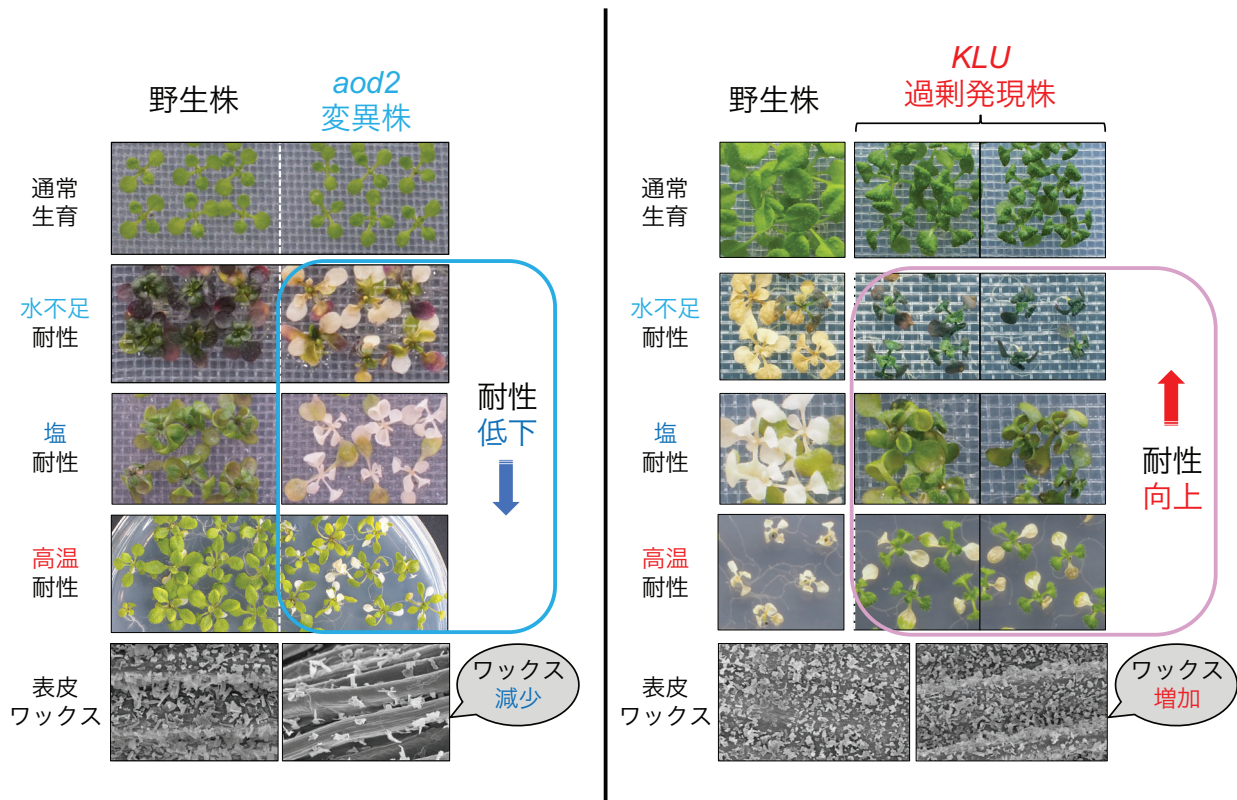 野生株
aod2
変異株
通常
生育
水不足
耐性
塩
耐性
高温
耐性
表皮
ワックス
耐性
低下
ワックス
減少
野生株
KLU
過剰発現株
通常
生育
水不足
耐性
塩
耐性
高温
耐性
表皮
ワックス
耐性
向上
ワックス
増加